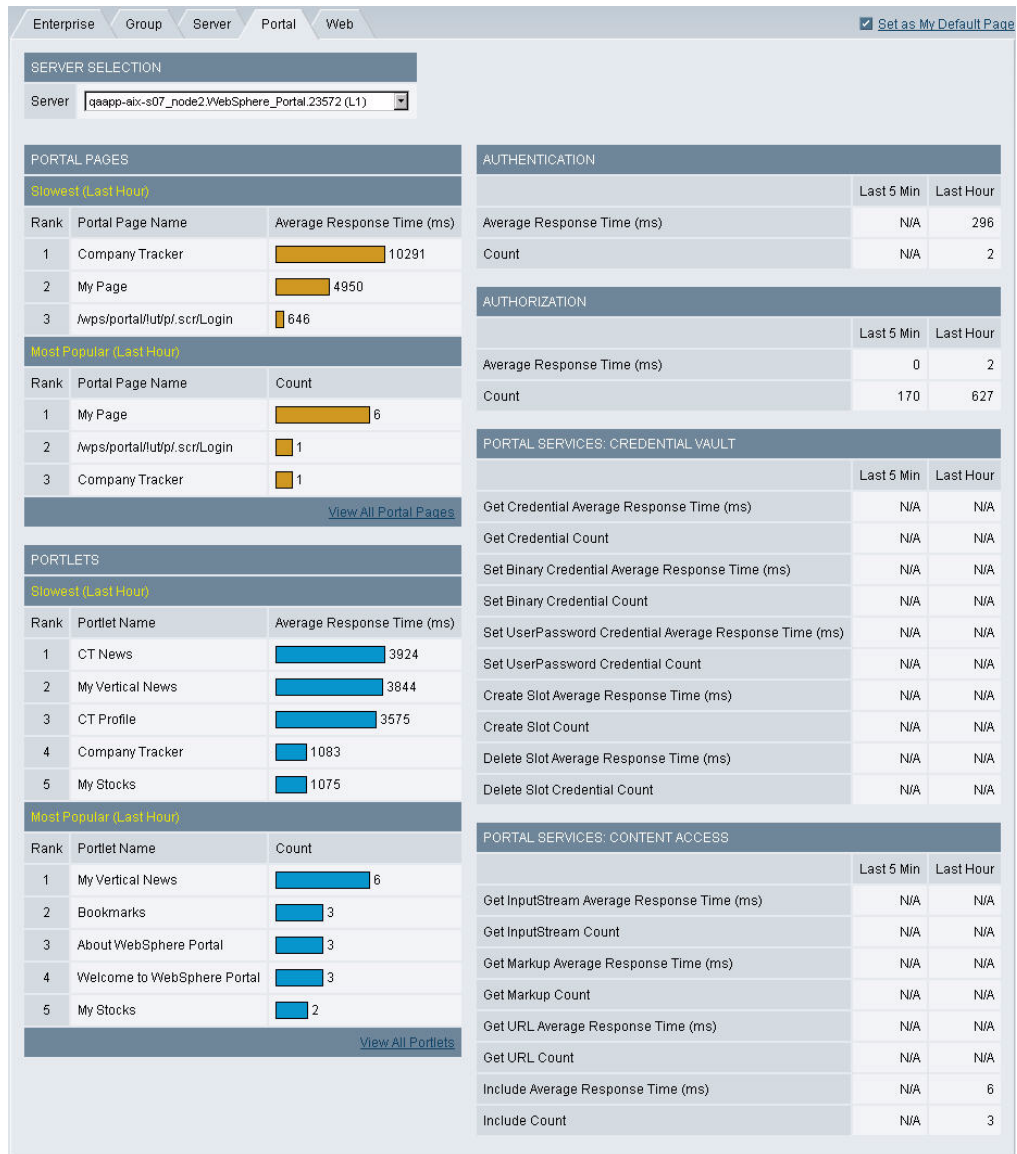 Enterprise Group Server Portal Web Set as My Default Page
SERVER SELECTION
Server qaapp-aix-s07_node2.WebSphere_Portal.23572 (L1)
PORTAL PAGES
Slowest (Last Hour)
Rank Portal Page Name Average Response Time (ms)
1 Company Tracker 10291
2 My Page 4950
3 /wps/portal/!ut/p/.scr/Login 646
Most Popular (Last Hour)
Rank Portal Page Name Count
1 My Page 6
2 /wps/portal/!ut/p/.scr/Login 1
3 Company Tracker 1
View All Portal Pages
PORTLETS
Slowest (Last Hour)
Rank Portlet Name Average Response Time (ms)
1 CT News 3924
2 My Vertical News 3844
3 CT Profile 3575
4 Company Tracker 1083
5 My Stocks 1075
Most Popular (Last Hour)
Rank Portlet Name Count
1 My Vertical News 6
2 Bookmarks 3
3 About WebSphere Portal 3
4 Welcome to WebSphere Portal 3
5 My Stocks 2
View All Portlets
AUTHENTICATION
Last 5 Min Last Hour
Average Response Time (ms) N/A 296
Count N/A 2
AUTHORIZATION
Last 5 Min Last Hour
Average Response Time (ms) 0 2
Count 170 627
PORTAL SERVICES: CREDENTIAL VAULT
Last 5 Min Last Hour
Get Credential Average Response Time (ms) N/A N/A
Get Credential Count N/A N/A
Set Binary Credential Average Response Time (ms) N/A N/A
Set Binary Credential Count N/A N/A
Set UserPassword Credential Average Response Time (ms) N/A N/A
Set UserPassword Credential Count N/A N/A
Create Slot Average Response Time (ms) N/A N/A
Create Slot Count N/A N/A
Delete Slot Average Response Time (ms) N/A N/A
Delete Slot Credential Count N/A N/A
PORTAL SERVICES: CONTENT ACCESS
Last 5 Min Last Hour
Get InputStream Average Response Time (ms) N/A N/A
Get InputStream Count N/A N/A
Get Markup Average Response Time (ms) N/A N/A
Get Markup Count N/A N/A
Get URL Average Response Time (ms) N/A N/A
Get URL Count N/A N/A
Include Average Response Time (ms) N/A 6
Include Count N/A 3